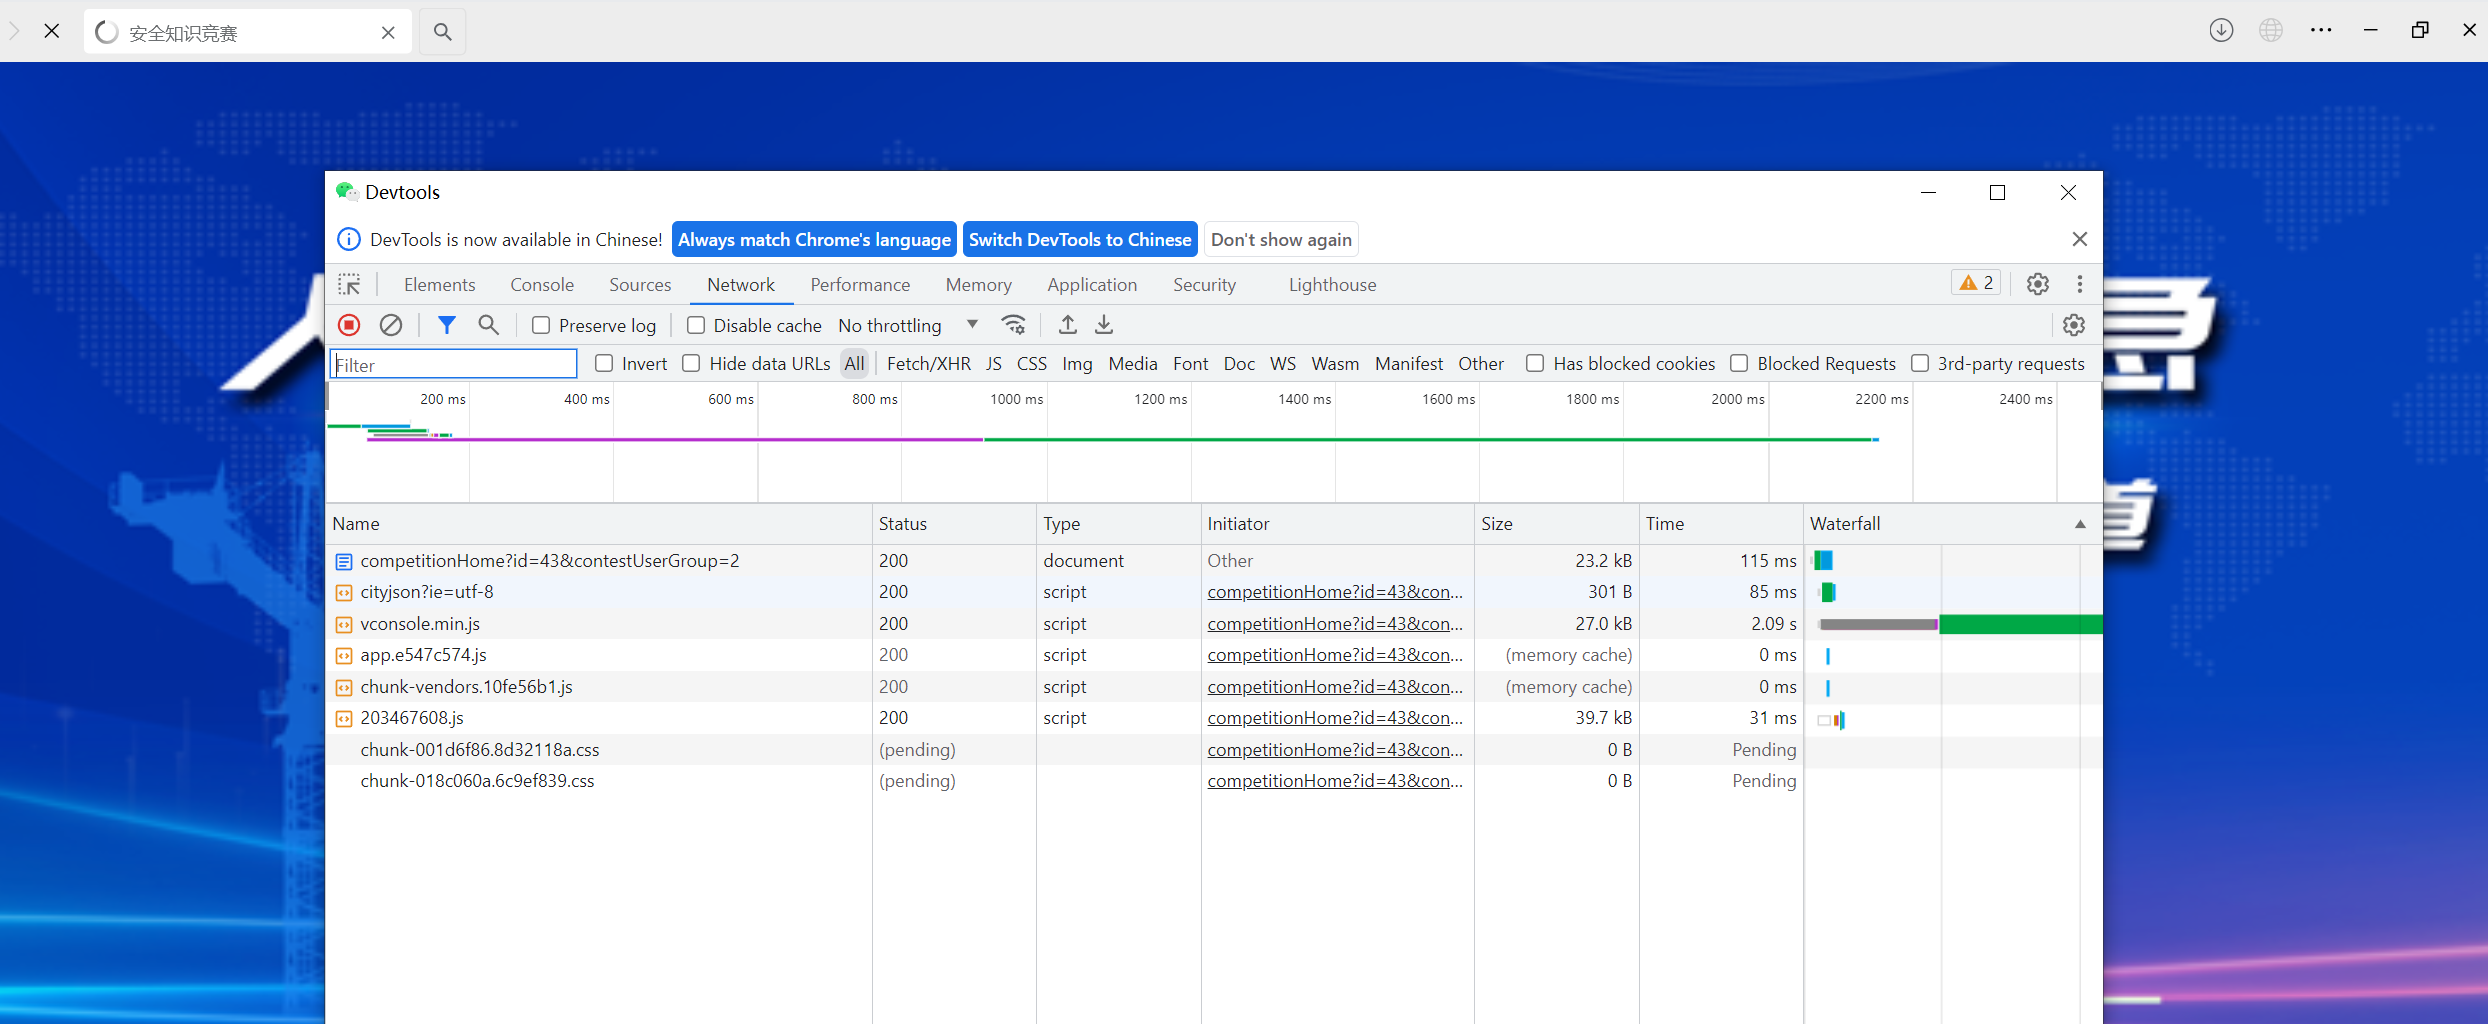 安全知识竞赛
Devtools
DevTools is now available in Chinese! Always match Chrome's language Switch DevTools to Chinese Don't show again
Elements Console Sources Network Performance Memory Application Security Lighthouse 2
Preserve log Disable cache No throttling
Filter Invert Hide data URLs All Fetch/XHR JS CSS Img Media Font Doc WS Wasm Manifest Other Has blocked cookies Blocked Requests 3rd-party requests
200 ms 400 ms 600 ms 800 ms 1000 ms 1200 ms 1400 ms 1600 ms 1800 ms 2000 ms 2200 ms 2400 ms
Name Status Type Initiator Size Time Waterfall
competitionHome?id=43&contestUserGroup=2 200 document Other 23.2 kB 115 ms
cityjson?ie=utf-8 200 script competitionHome?id=43&con... 301 B 85 ms
vconsole.min.js 200 script competitionHome?id=43&con... 27.0 kB 2.09 s
app.e547c574.js 200 script competitionHome?id=43&con... (memory cache) 0 ms
chunk-vendors.10fe56b1.js 200 script competitionHome?id=43&con... (memory cache) 0 ms
203467608.js 200 script competitionHome?id=43&con... 39.7 kB 31 ms
chunk-001d6f86.8d32118a.css (pending) competitionHome?id=43&con... 0 B Pending
chunk-018c060a.6c9ef839.css (pending) competitionHome?id=43&con... 0 B Pending